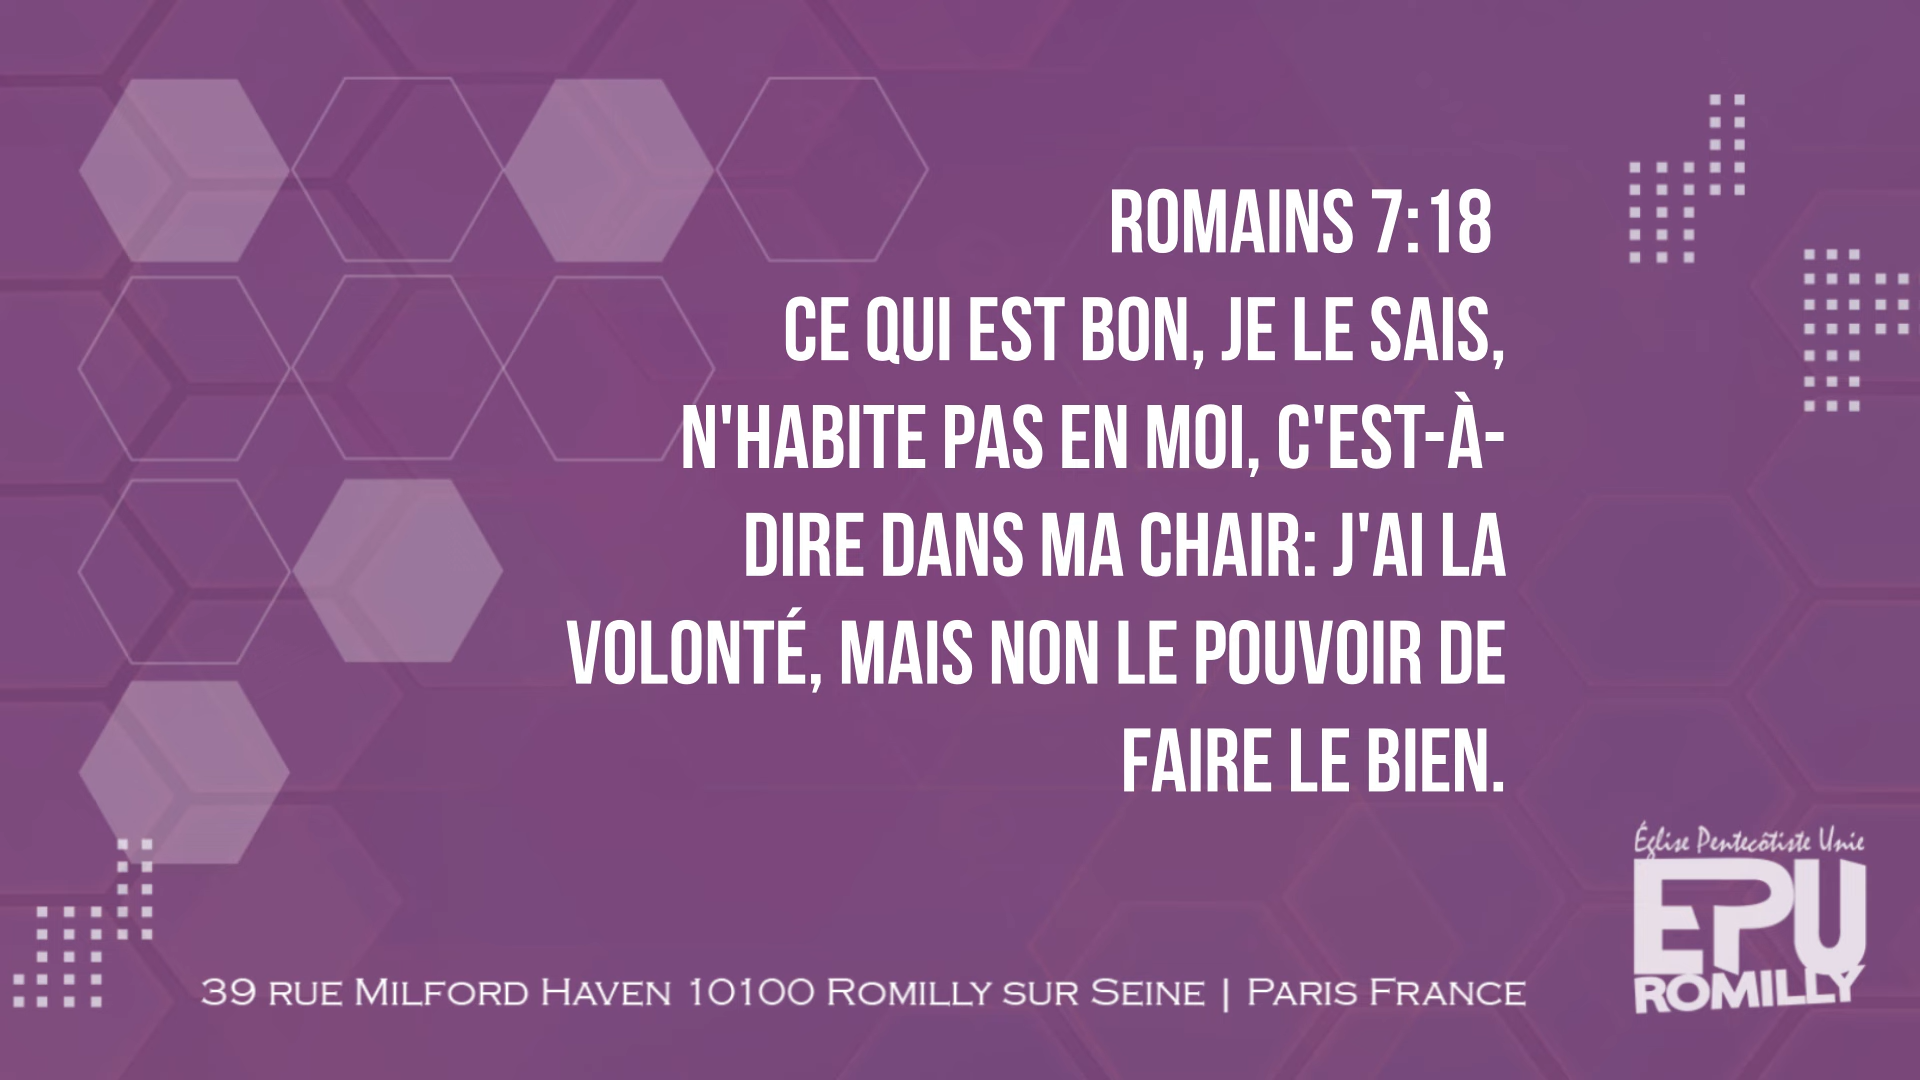 ROMAINS 7:18
CE QUI EST BON, JE LE SAIS,
N'HABITE PAS EN MOI, C'EST-À-
DIRE DANS MA CHAIR: J'AI LA
VOLONTÉ, MAIS NON LE POUVOIR DE
FAIRE LE BIEN.
Église Pentecôtiste Unie
EPU
ROMILLY
39 RUE MILFORD HAVEN 10100 ROMILLY SUR SEINE | PARIS FRANCE